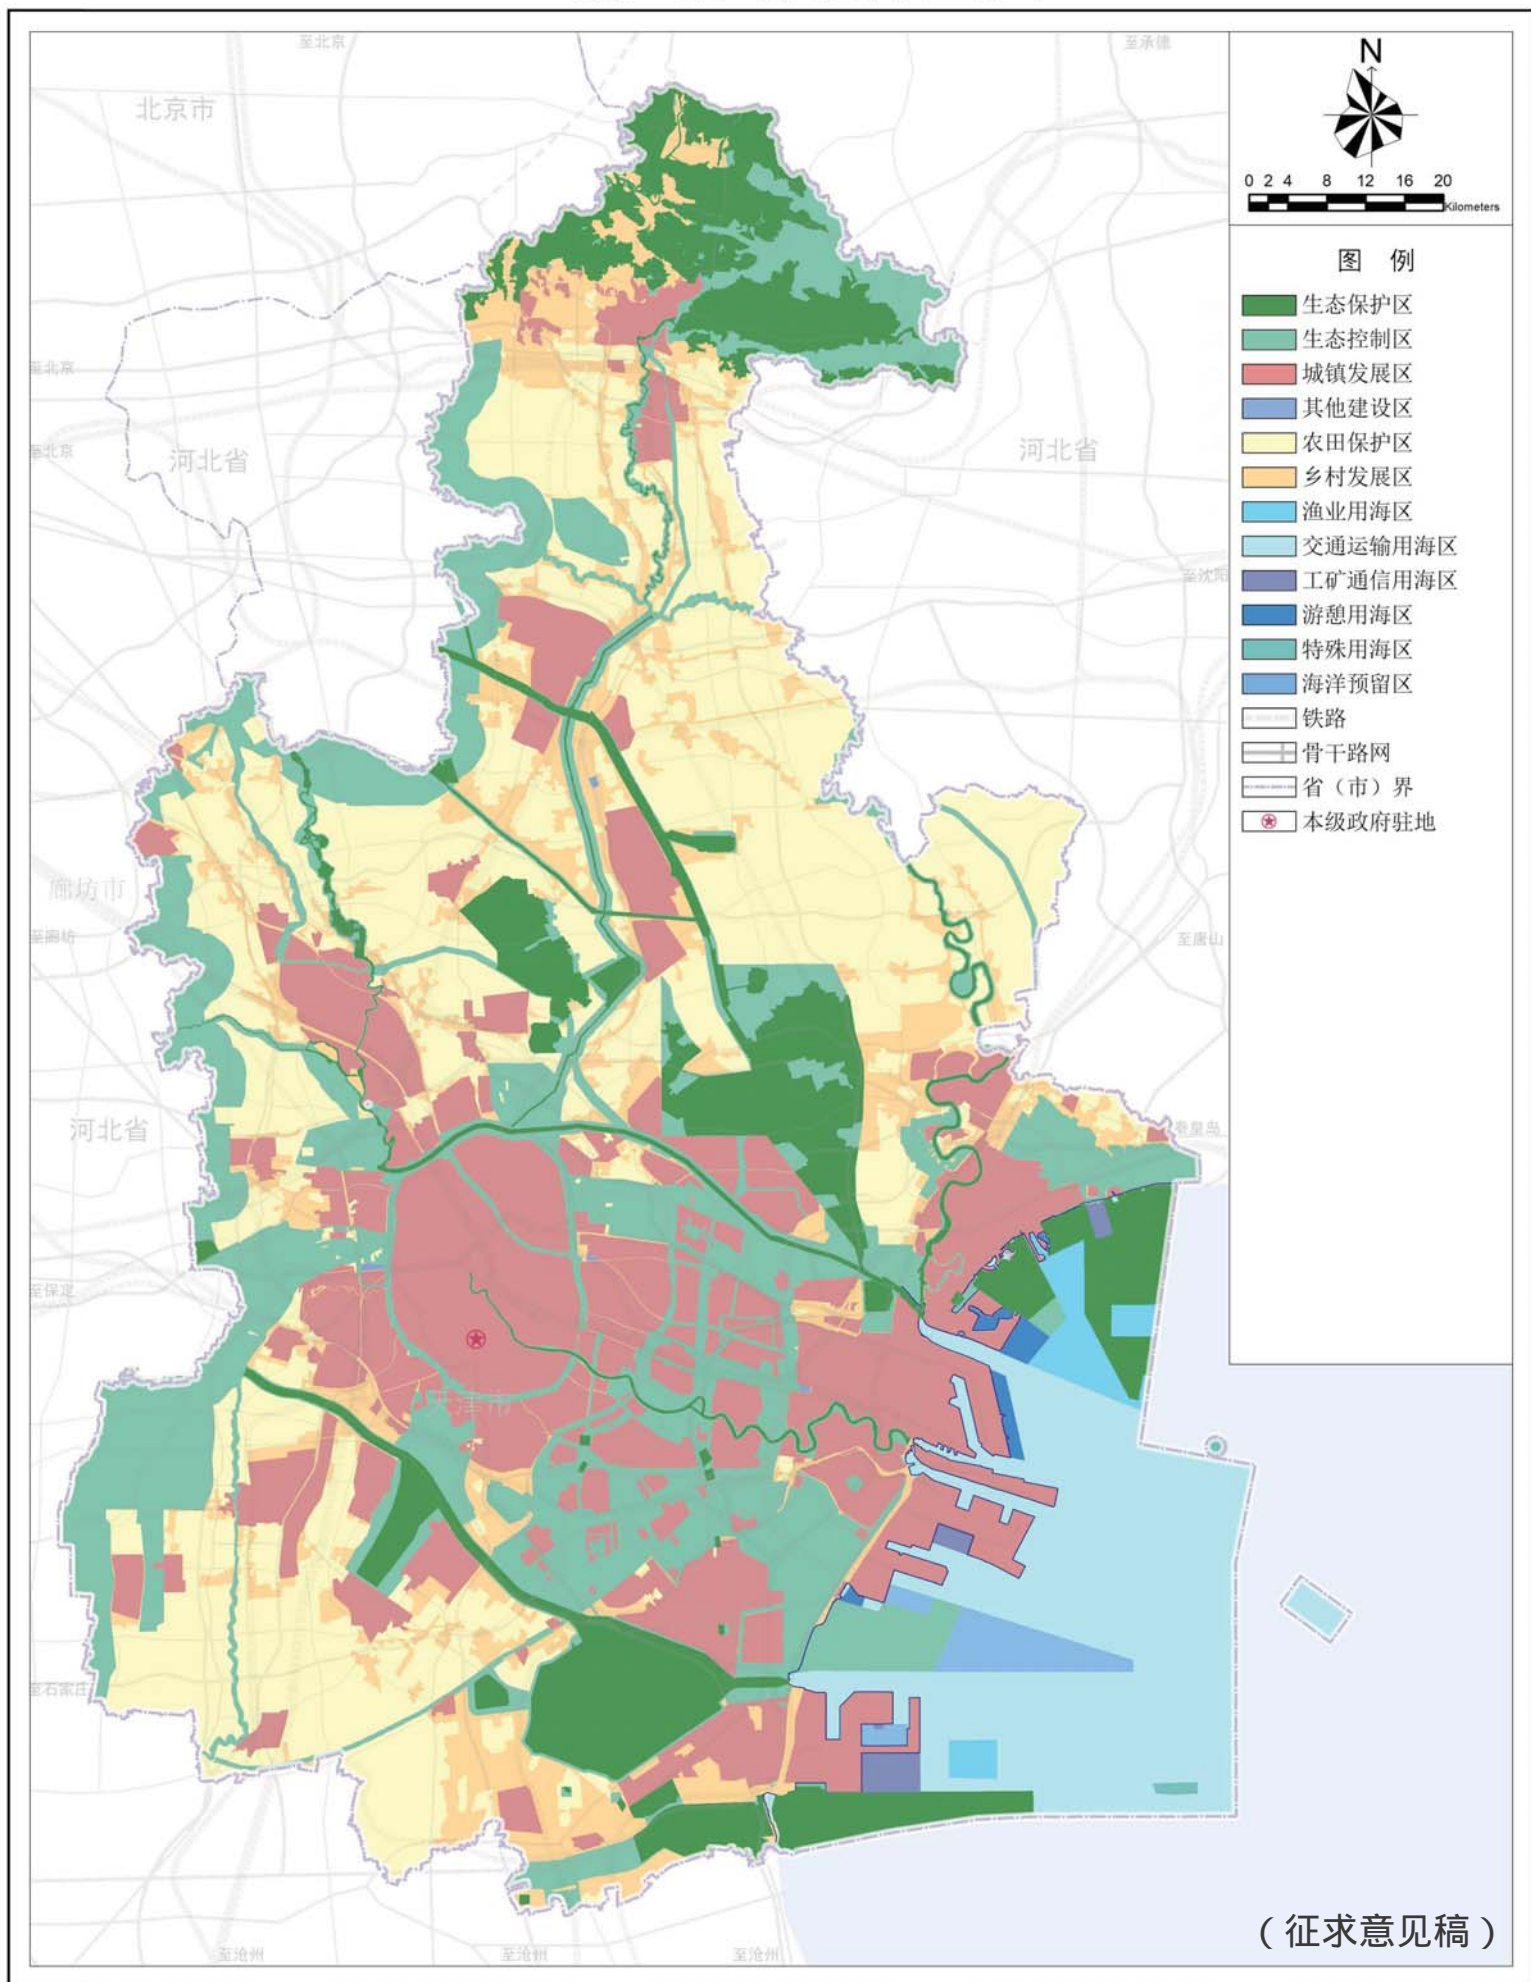 至北京
至承德
北京市
N
0 2 4 8 12 16 20
Kilometers
图 例
生态保护区
生态控制区
城镇发展区
其他建设区
农田保护区
乡村发展区
渔业用海区
交通运输用海区
工矿通信用海区
游憩用海区
特殊用海区
海洋预留区
铁路
骨干路网
省（市）界
本级政府驻地
至北京
至北京
河北省
河北省
至沈阳
廊坊市
至廊坊
至唐山
河北省
秦皇岛
至保定
天津市
至石家庄
至沧州
至沧州
至沧州
（征求意见稿）